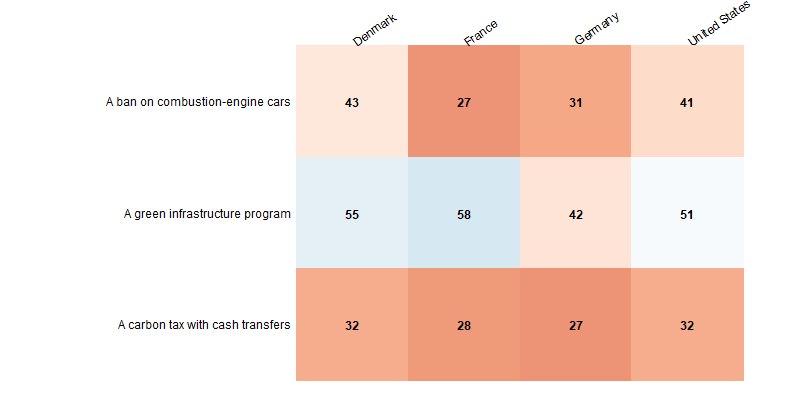 Denmark France Germany United States
A ban on combustion-engine cars 43 27 31 41
A green infrastructure program 55 58 42 51
A carbon tax with cash transfers 32 28 27 32